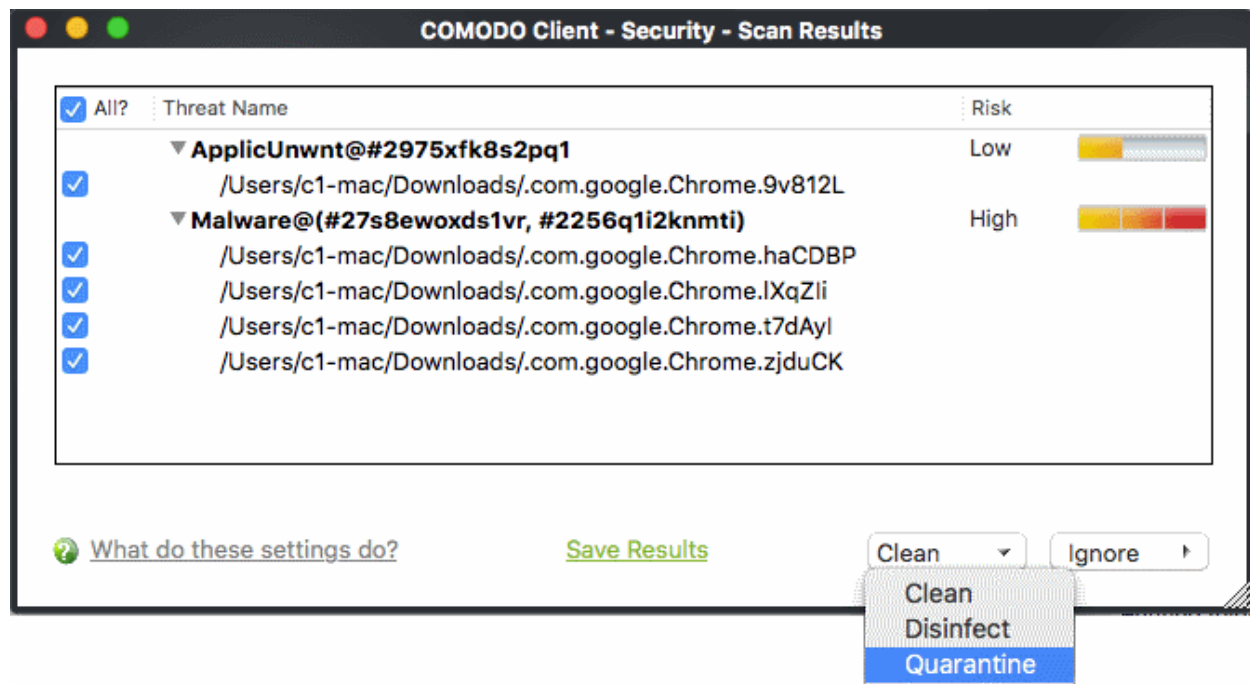 COMODO Client - Security - Scan Results
All? Threat Name Risk
ApplicUnwnt@#2975xfk8s2pq1 Low
/Users/c1-mac/Downloads/.com.google.Chrome.9v812L
Malware@(#27s8ewoxds1vr, #2256q1i2knmti) High
/Users/c1-mac/Downloads/.com.google.Chrome.haCDBP
/Users/c1-mac/Downloads/.com.google.Chrome.lXqZli
/Users/c1-mac/Downloads/.com.google.Chrome.t7dAyl
/Users/c1-mac/Downloads/.com.google.Chrome.zjduCK
What do these settings do? Save Results Clean Ignore
Clean
Disinfect
Quarantine